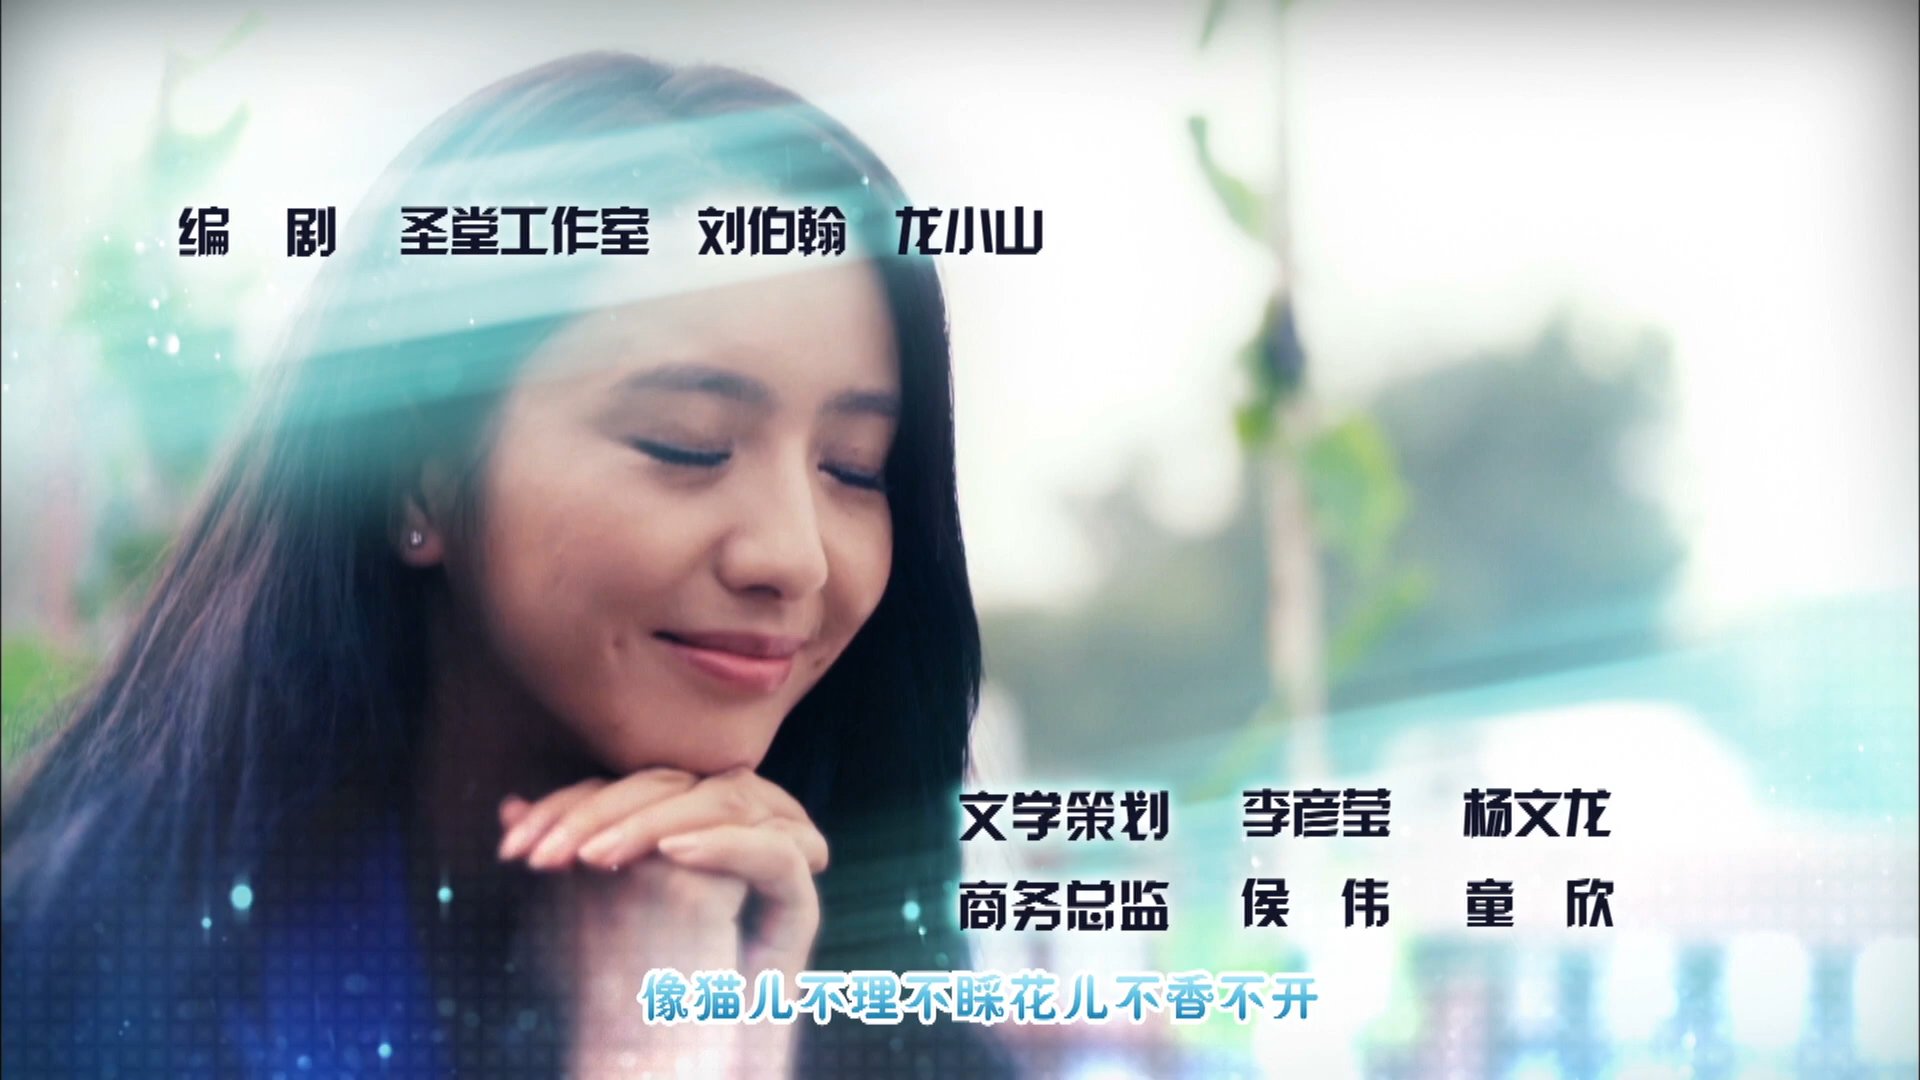 编 剧 圣堂工作室 刘伯翰 龙小山
文学策划 李彦莹 杨文龙
商务总监 侯 伟 童 欣
像猫儿不理不睬花儿不香不开